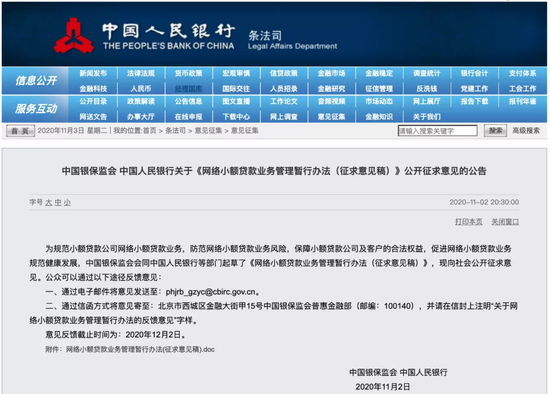 中国人民银行 条法司
THE PEOPLE'S BANK OF CHINA Legal Affairs Department
信息公开 新闻发布 法律法规 货币政策 宏观审慎 信贷政策 金融市场 金融稳定 调查统计 银行会计 支付体系
金融科技 人民币 经理国库 国际交往 人员招录 金融研究 征信管理 反洗钱 党建工作 工会工作
服务互动 公开目录 政策解读 公告信息 图文直播 工作论文 音频视频 市场动态 网上展厅 报告下载 报刊年鉴
网送文告 办事大厅 在线申报 下载中心 网上调查 意见征集 金融知识 关于我们
首 页 2020年11月3日 星期二 | 我的位置:首页 > 条法司 > 意见征集 > 意见征集 请输入搜索关键字 搜索 高级搜索
中国银保监会 中国人民银行关于《网络小额贷款业务管理暂行办法（征求意见稿）》公开征求意见的公告
字号 大 中 小 2020-11-02 20:30:00
打印本页 关闭窗口
为规范小额贷款公司网络小额贷款业务，防范网络小额贷款业务风险，保障小额贷款公司及客户的合法权益，促进网络小额贷款业务
规范健康发展，中国银保监会会同中国人民银行等部门起草了《网络小额贷款业务管理暂行办法（征求意见稿）》，现向社会公开征求意
见。公众可以通过以下途径反馈意见：
一、通过电子邮件将意见发送至：phjrb_gzyc@cbirc.gov.cn。
二、通过信函方式将意见寄至：北京市西城区金融大街甲15号中国银保监会普惠金融部（邮编：100140），并请在信封上注明“关于网
络小额贷款业务管理暂行办法的反馈意见”字样。
意见反馈截止时间为：2020年12月2日。
附件：网络小额贷款业务管理暂行办法(征求意见稿).doc
中国银保监会 中国人民银行
2020年11月2日